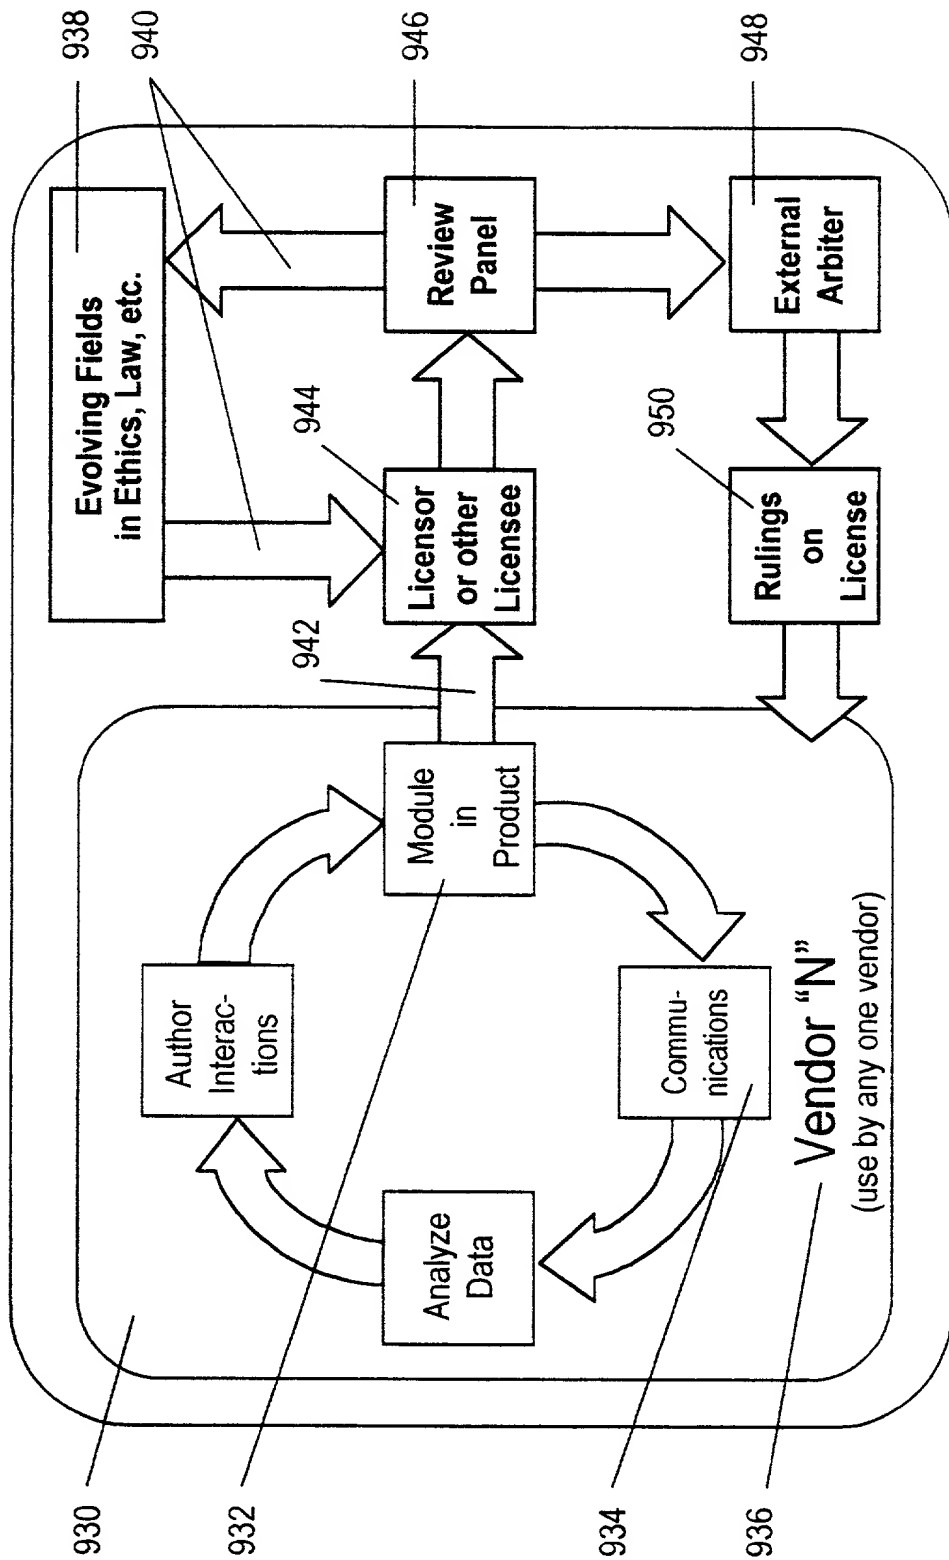 938
940
946
948
Evolving Fields
in Ethics, Law, etc.
Review
Panel
External
Arbiter
944
950
Licensor
or other
Licensee
Rulings
on
License
942
Module
in
Product
Author
Interac-
tions
Commu-
nications
Analyze
Data
Vendor “N”
(use by any one vendor)
930
932
934
936